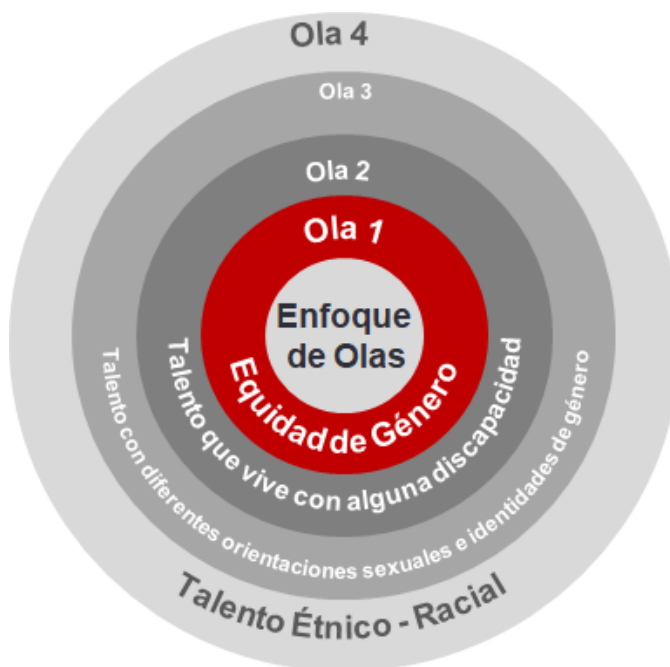 Ola 4
Ola 3
Ola 2
Ola 1
Enfoque
de Olas
Equidad de Género
Talento que vive con alguna discapacidad
Talento con diferentes orientaciones sexuales e identidades de género
Talento Étnico - Racial